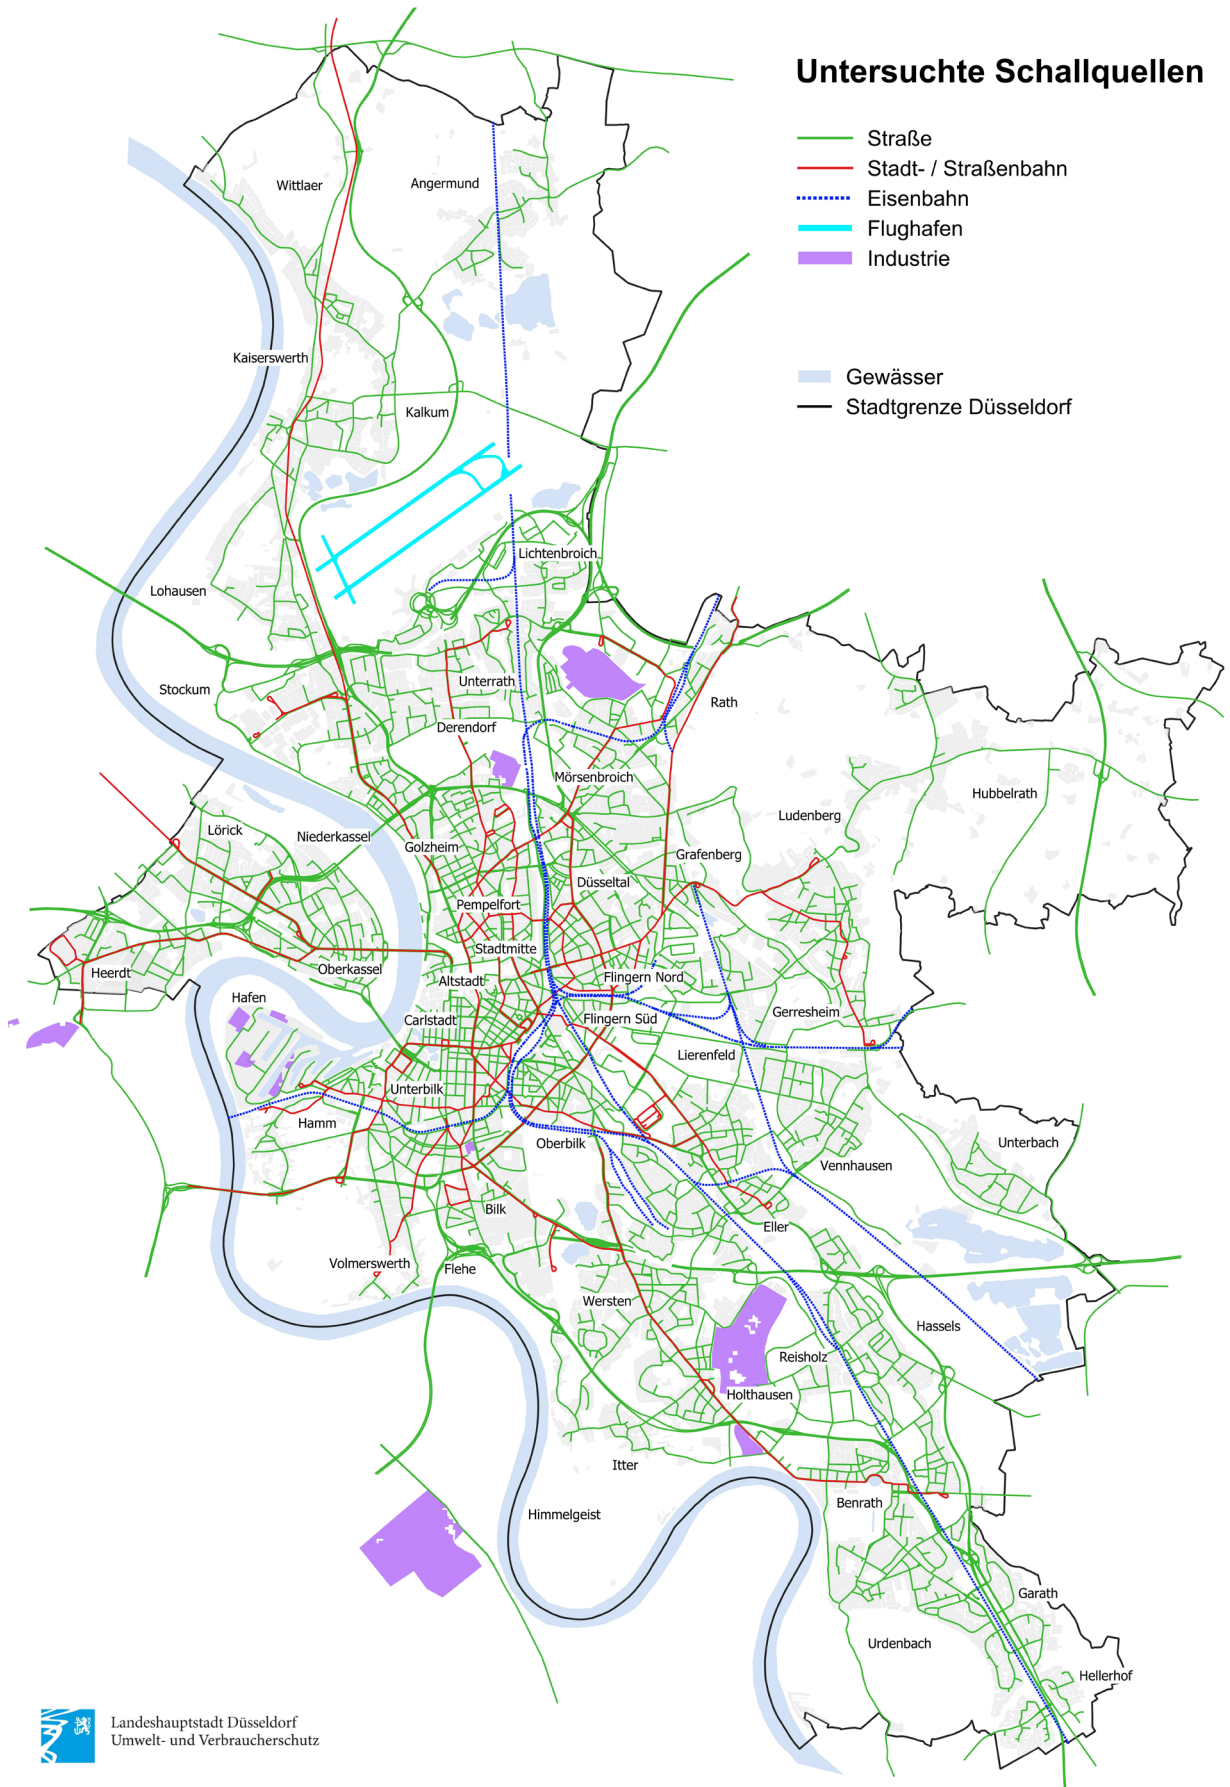 Untersuchte Schallquellen
Straße
Stadt- / Straßenbahn
Eisenbahn
Flughafen
Industrie
Gewässer
Stadtgrenze Düsseldorf
Wittlaer
Angermund
Kaiserswerth
Kalkum
Lichtenbroich
Lohausen
Stockum
Unterrath
Rath
Derendorf
Mörsenbroich
Hubbelrath
Ludenberg
Lörick
Niederkassel
Golzheim
Grafenberg
Düsseltal
Pempelfort
Stadtmitte
Heerdt
Oberkassel
Altstadt
Flingern Nord
Hafen
Carlstadt
Flingern Süd
Gerresheim
Lierenfeld
Unterbilk
Hamm
Oberbilk
Unterbach
Vennhausen
Bilk
Eller
Volmerswerth
Flehe
Wersten
Hassels
Reisholz
Holthausen
Itter
Benrath
Himmelgeist
Garath
Urdenbach
Hellerhof
Landeshauptstadt Düsseldorf
Umwelt- und Verbraucherschutz